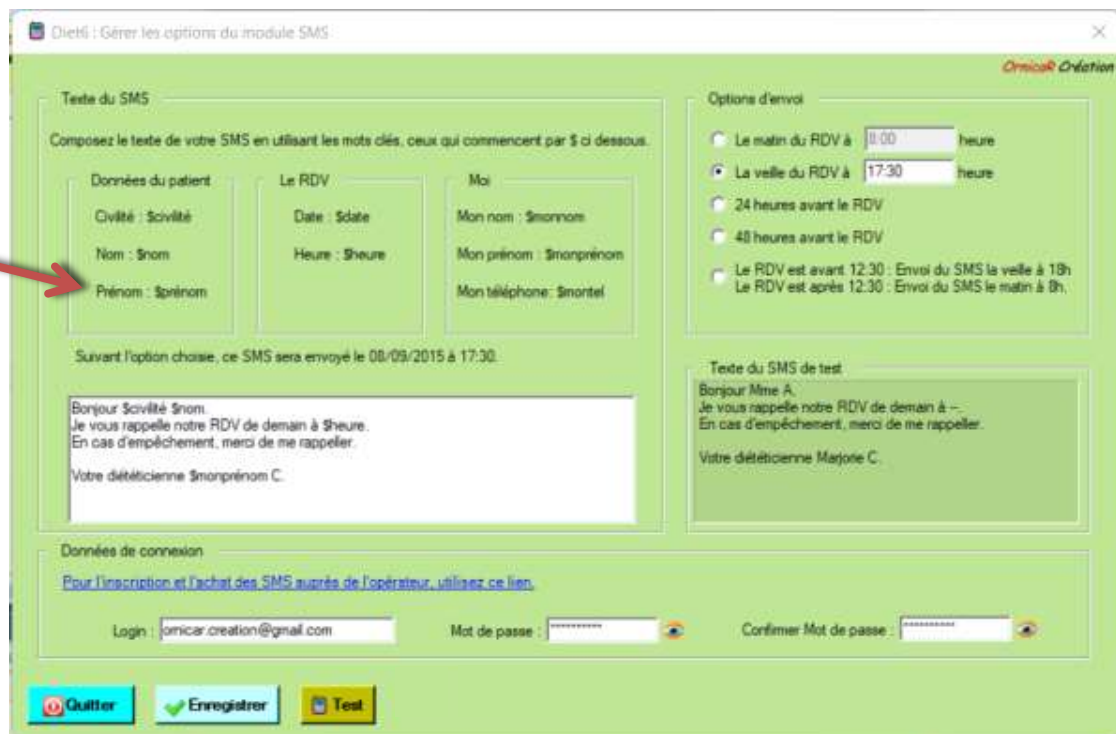 Diet6 : Gérer les options du module SMS
OrnicaR Création
Texte du SMS
Composez le texte de votre SMS en utilisant les mots clés, ceux qui commencent par $ ci dessous.
Données du patient
Civilité : $civilité
Nom : $nom
Prénom : $prénom
Le RDV
Date : $date
Heure : $heure
Moi
Mon nom : $monnom
Mon prénom : $monprénom
Mon téléphone: $montel
Suivant l'option choisie, ce SMS sera envoyé le 08/09/2015 à 17:30.
Bonjour $civilité $nom.
Je vous rappelle notre RDV de demain à $heure.
En cas d'empêchement, merci de me rappeller.
Votre diététicienne $monprénom C.
Options d'envoi
Le matin du RDV à 8:00 heure
La veille du RDV à 17:30 heure
24 heures avant le RDV
48 heures avant le RDV
Le RDV est avant 12:30 : Envoi du SMS la veille à 18h
Le RDV est après 12:30 : Envoi du SMS le matin à 8h.
Texte du SMS de test
Bonjour Mme A.
Je vous rappelle notre RDV de demain à --.
En cas d'empêchement, merci de me rappeller.
Votre diététicienne Marjorie C.
Données de connexion
Pour l'inscription et l'achat des SMS auprès de l'opérateur, utilisez ce lien.
Login : ornicar.creation@gmail.com
Mot de passe : **********
Confirmer Mot de passe : **********
Quitter
Enregistrer
Test